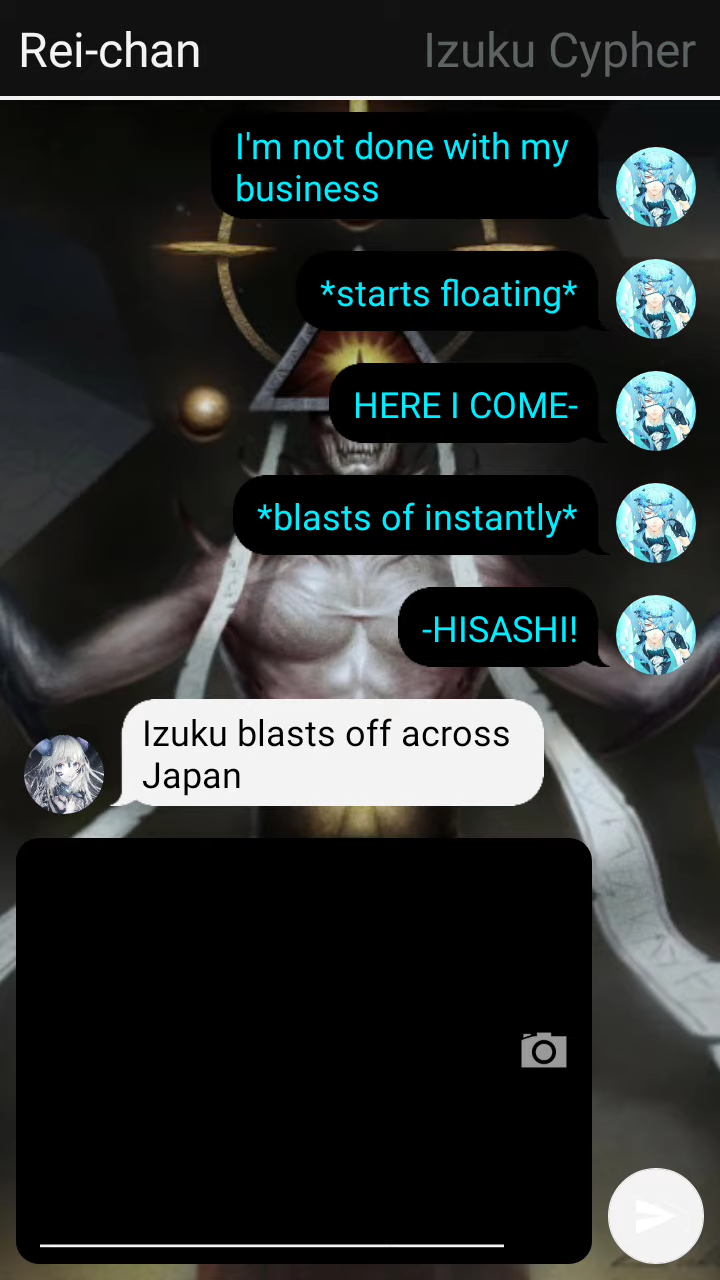 Rei-chan
Izuku Cypher
I'm not done with my
business
*starts floating*
HERE I COME-
*blasts of instantly*
-HISASHI!
Izuku blasts off across
Japan